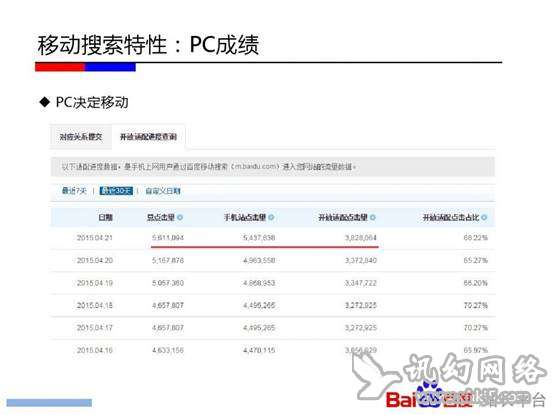 移动搜索特性：PC成绩
◆ PC决定移动
对应关系提交 开放适配进度查询
以下适配进度数据，是手机上网用户通过百度移动搜索（m.baidu.com）进入您网站的流量数据。
最近7天 | 最近30天 | 自定义日期
日期 总点击量 手机站点击量 开放适配点击量 开放适配点击占比
2015.04.21 5,611,094 5,437,638 3,828,064 68.22%
2015.04.20 5,167,878 4,963,558 3,372,840 65.27%
2015.04.19 5,057,360 4,868,953 3,347,722 66.20%
2015.04.18 4,657,807 4,495,265 3,272,925 70.27%
2015.04.17 4,657,807 4,495,265 3,272,925 70.27%
2015.04.16 4,633,156 4,470,115 65.97%
讯幻网络
Bai 百度 站长平台